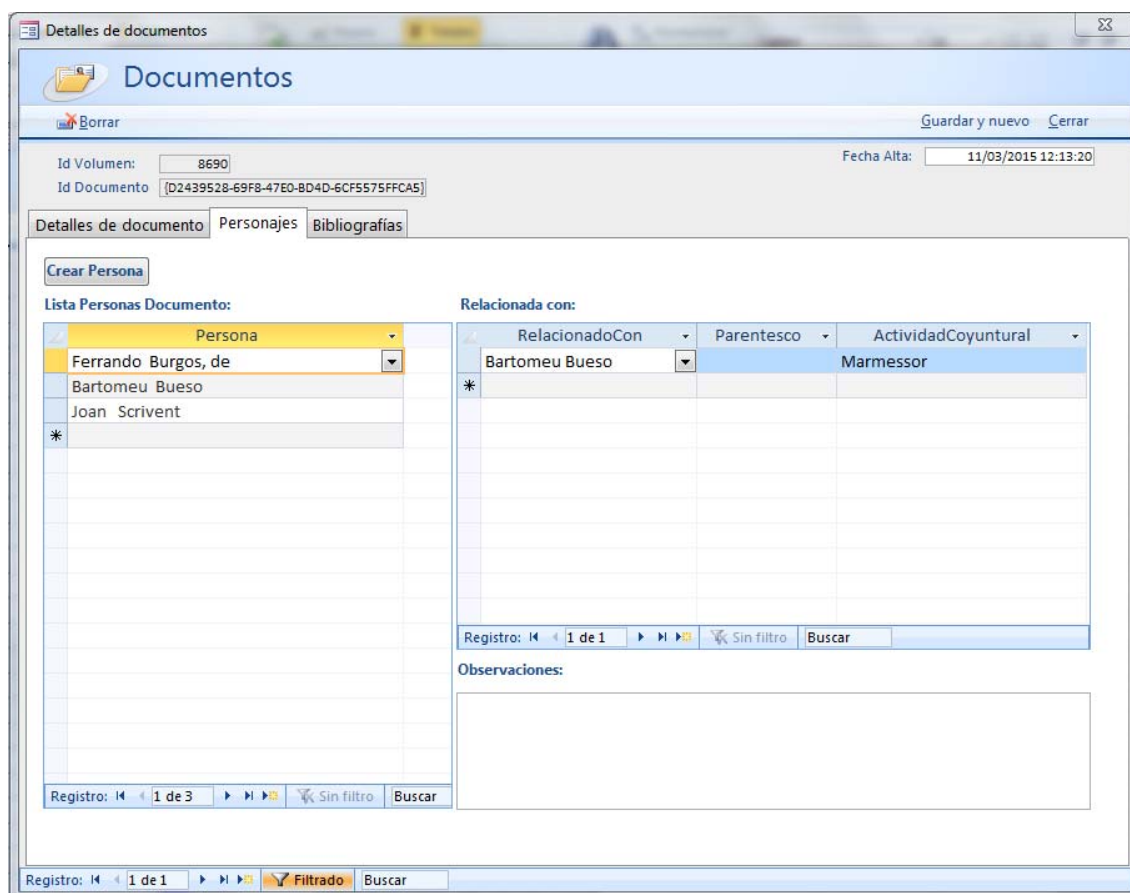 Detalles de documentos
Documentos
Borrar
Guardar y nuevo Cerrar
Id Volumen: 8690
Fecha Alta: 11/03/2015 12:13:20
Id Documento {D2439528-69F8-47E0-BD4D-6CF5575FFCA5}
Detalles de documento Personajes Bibliografías
Crear Persona
Lista Personas Documento:
Persona
Ferrando Burgos, de
Bartomeu Bueso
Joan Scrivent
Registro: 1 de 3 Sin filtro Buscar
Relacionada con:
RelacionadoCon Parentesco ActividadCoyuntural
Bartomeu Bueso Marmessor
Registro: 1 de 1 Sin filtro Buscar
Observaciones:
Registro: 1 de 1 Filtrado Buscar